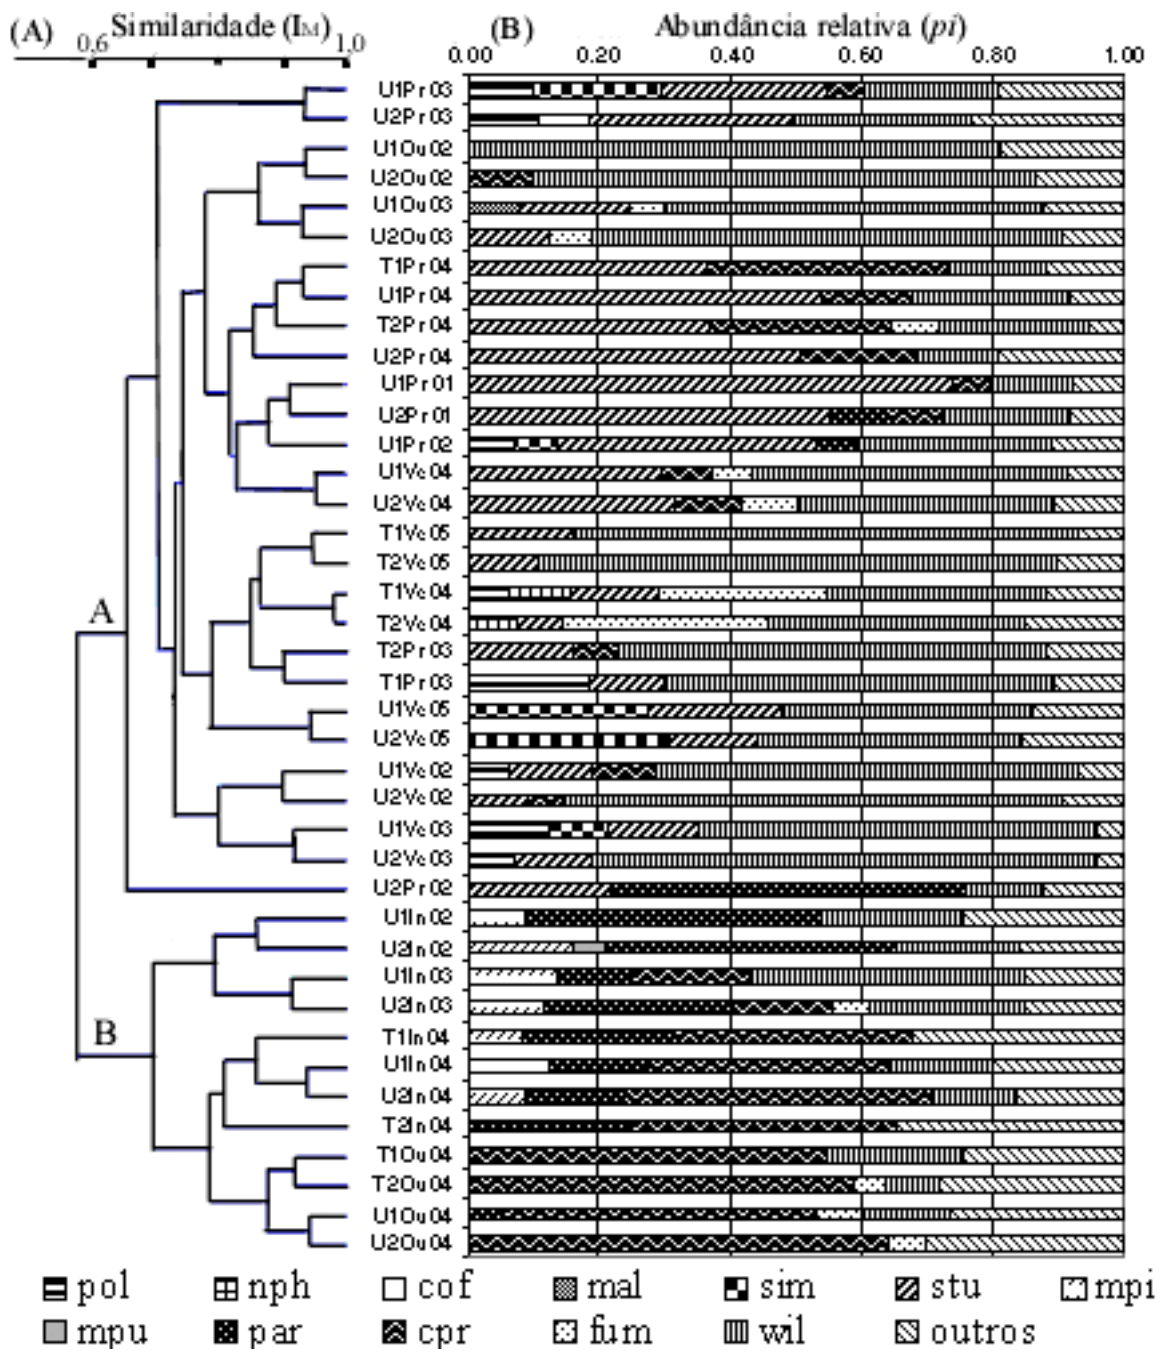 (A) Similaridade (IM) (B) Abundância relativa (pi)
0,6 1,0 0.00 0.20 0.40 0.60 0.80 1.00
U1Pr03
U2Pr03
U1Ou02
U2Ou02
U1Ou03
U2Ou03
T1Pr04
U1Pr04
T2Pr04
U2Pr04
U1Pr01
U2Pr01
U1Pr02
U1Ve04
U2Ve04
T1Ve05
T2Ve05
T1Ve04
A
T2Ve04
T2Pr03
T1Pr03
U1Ve05
U2Ve05
U1Ve02
U2Ve02
U1Ve03
U2Ve03
U2Pr02
U1In02
U2In02
U1In03
U2In03
B
T1In04
U1In04
U2In04
T2In04
T1Ou04
T2Ou04
U1Ou04
U2Ou04
pol nph cof mal sim stu mpi
mpu par cpr fum wil outros